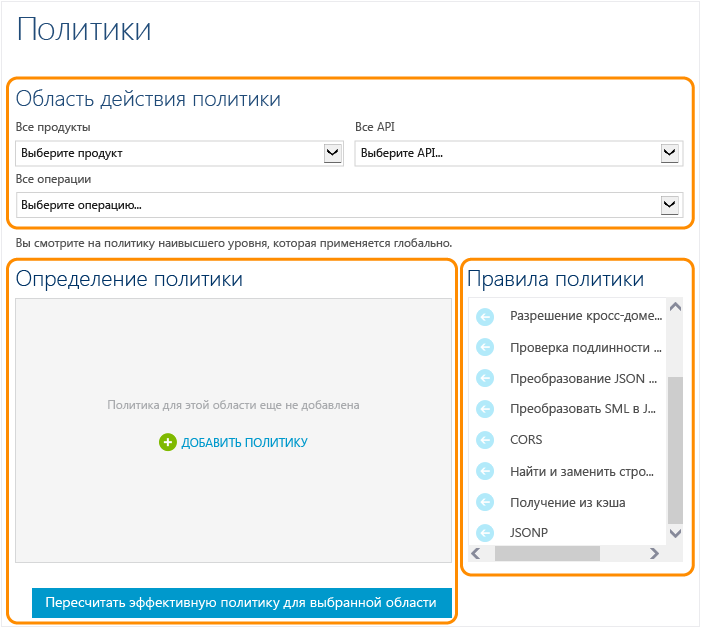 Политики
Область действия политики
Все продукты
Все API
Выберите продукт
Выберите API...
Все операции
Выберите операцию...
Вы смотрите на политику наивысшего уровня, которая применяется глобально.
Определение политики
Политика для этой области еще не добавлена
ДОБАВИТЬ ПОЛИТИКУ
Пересчитать эффективную политику для выбранной области
Правила политики
Разрешение кросс-доме...
Проверка подлинности ...
Преобразование JSON ...
Преобразовать SML в J...
CORS
Найти и заменить стро...
Получение из кэша
JSONP